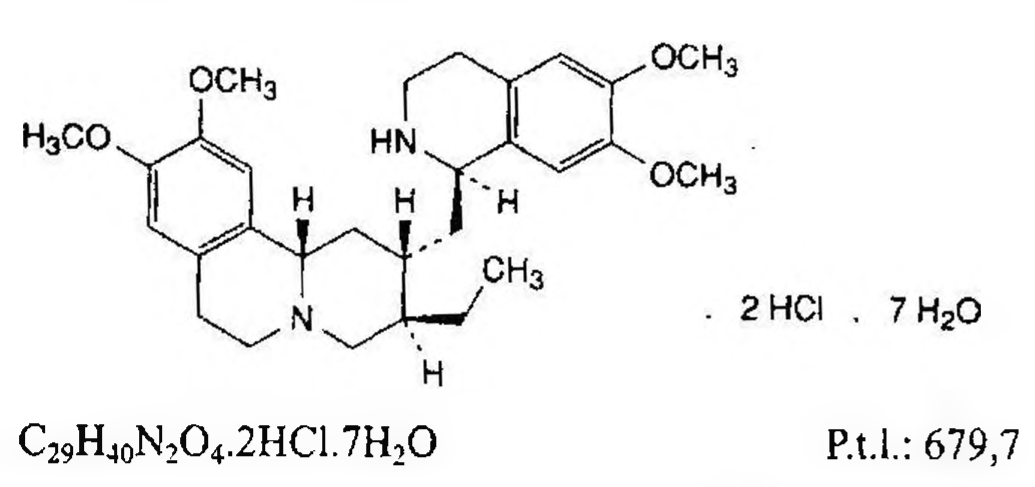 OCH₃
OCH₃
H₃CO
HN
OCH₃
H
H
H
CH₃
N
. 2 HCl . 7 H₂O
H
C₂₉H₄₀N₂O₄.2HCl.7H₂O P.t.l.: 679,7